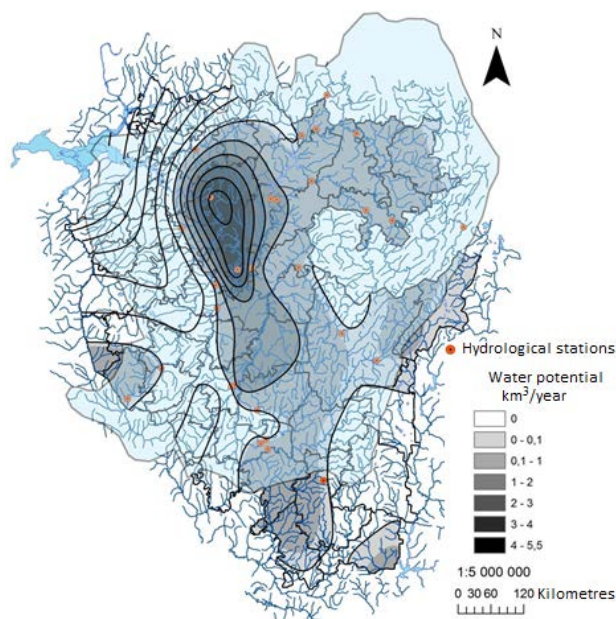 N
Hydrological stations
Water potential
km³/year
0
0 - 0,1
0,1 - 1
1 - 2
2 - 3
3 - 4
4 - 5,5
1:5 000 000
0 30 60 120 Kilometres